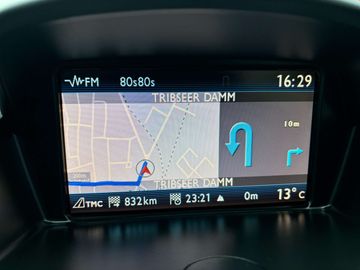 FM 80s80s 16:29
TRIBSEER DAMM
10m
TRIBSEER DAMM
TMC 832km 23:21 0m 13°C